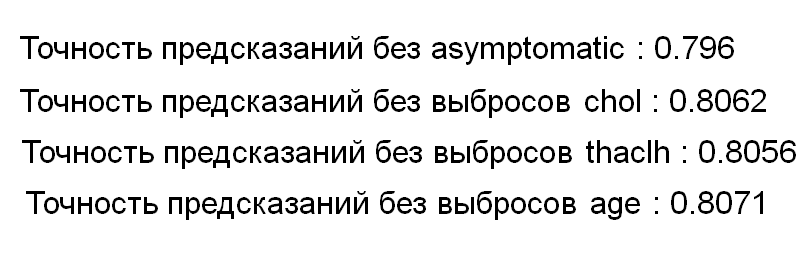 Точность предсказаний без asymptomatic : 0.796
Точность предсказаний без выбросов chol : 0.8062
Точность предсказаний без выбросов thaclh : 0.8056
Точность предсказаний без выбросов age : 0.8071